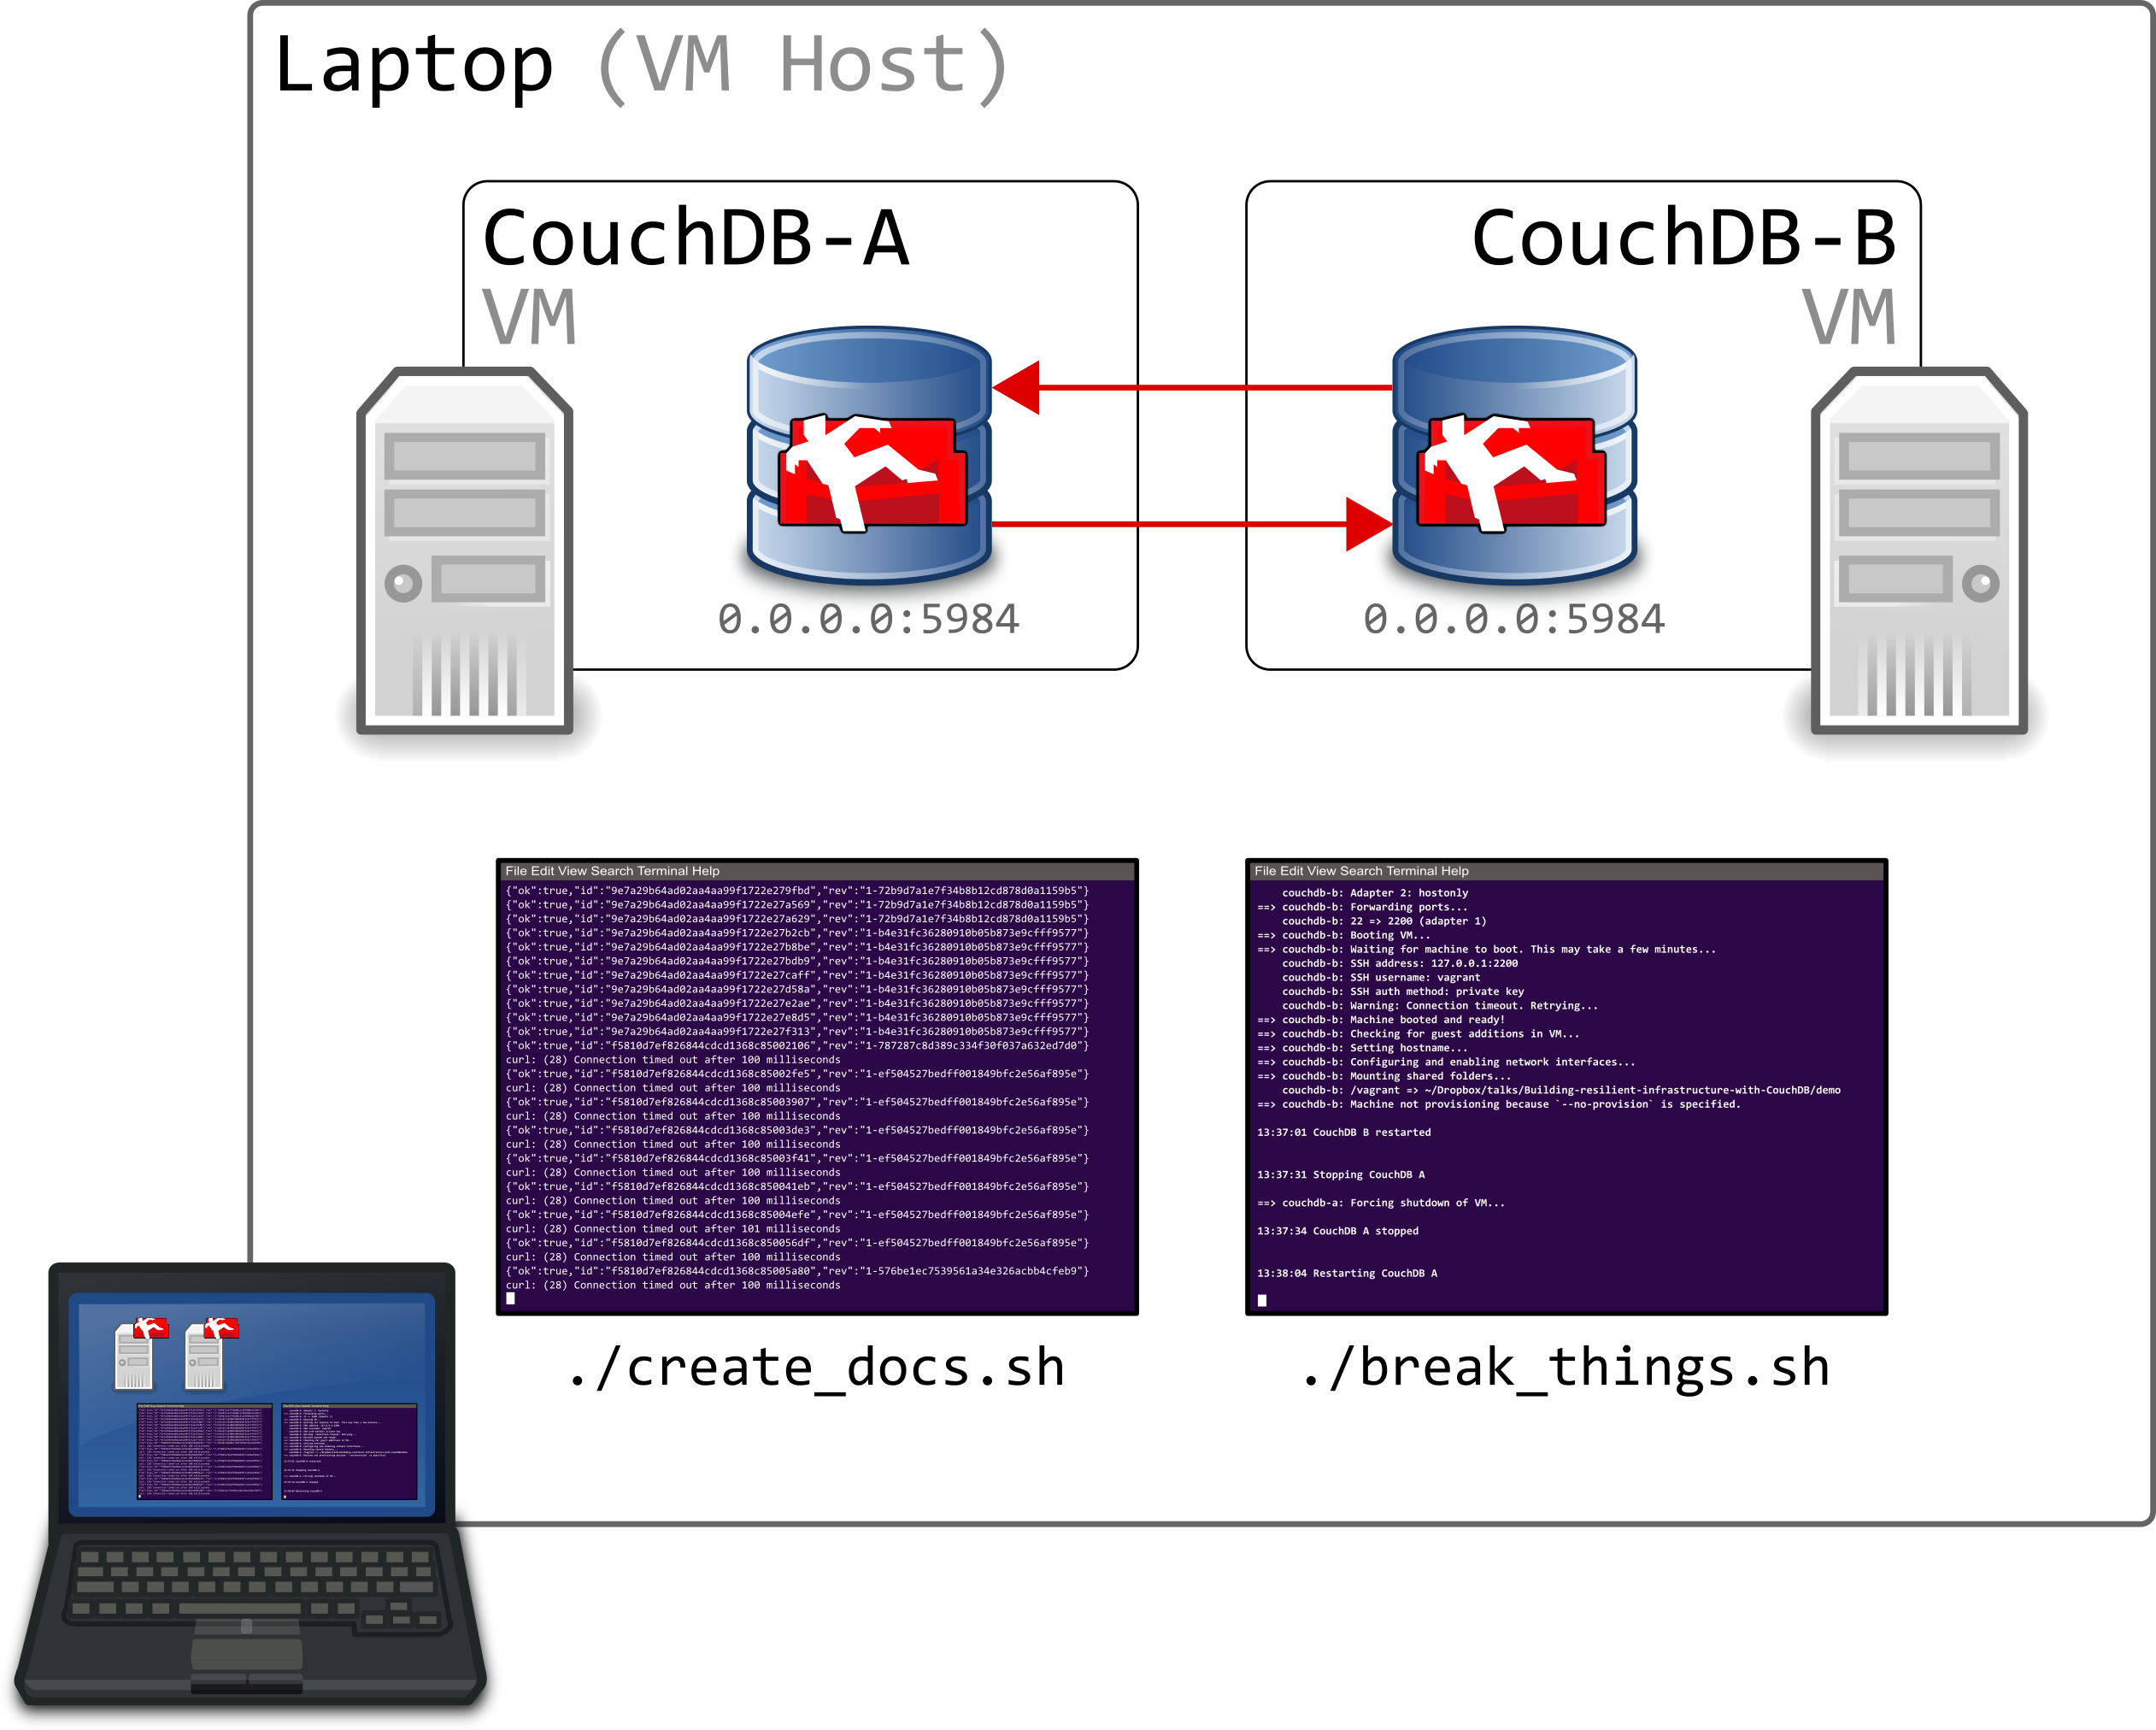 Laptop (VM Host)
CouchDB-A
VM
0.0.0.0:5984
CouchDB-B
VM
0.0.0.0:5984
File Edit View Search Terminal Help
{"ok":true,"id":"9e7a29b64ad02aa4aa99f1722e279fbd","rev":"1-72b9d7a1e7f34b8b12cd878d0a1159b5"}
{"ok":true,"id":"9e7a29b64ad02aa4aa99f1722e27a569","rev":"1-72b9d7a1e7f34b8b12cd878d0a1159b5"}
{"ok":true,"id":"9e7a29b64ad02aa4aa99f1722e27a629","rev":"1-72b9d7a1e7f34b8b12cd878d0a1159b5"}
{"ok":true,"id":"9e7a29b64ad02aa4aa99f1722e27b2cb","rev":"1-b4e31fc36280910b05b873e9cfff9577"}
{"ok":true,"id":"9e7a29b64ad02aa4aa99f1722e27b8be","rev":"1-b4e31fc36280910b05b873e9cfff9577"}
{"ok":true,"id":"9e7a29b64ad02aa4aa99f1722e27bdb9","rev":"1-b4e31fc36280910b05b873e9cfff9577"}
{"ok":true,"id":"9e7a29b64ad02aa4aa99f1722e27caff","rev":"1-b4e31fc36280910b05b873e9cfff9577"}
{"ok":true,"id":"9e7a29b64ad02aa4aa99f1722e27d58a","rev":"1-b4e31fc36280910b05b873e9cfff9577"}
{"ok":true,"id":"9e7a29b64ad02aa4aa99f1722e27e2ae","rev":"1-b4e31fc36280910b05b873e9cfff9577"}
{"ok":true,"id":"9e7a29b64ad02aa4aa99f1722e27e8d5","rev":"1-b4e31fc36280910b05b873e9cfff9577"}
{"ok":true,"id":"9e7a29b64ad02aa4aa99f1722e27f313","rev":"1-b4e31fc36280910b05b873e9cfff9577"}
{"ok":true,"id":"f5810d7ef826844cdcd1368c85002106","rev":"1-787287c8d389c334f30f037a632ed7d0"}
curl: (28) Connection timed out after 100 milliseconds
{"ok":true,"id":"f5810d7ef826844cdcd1368c85002fe5","rev":"1-ef504527bedff001849bfc2e56af895e"}
curl: (28) Connection timed out after 100 milliseconds
{"ok":true,"id":"f5810d7ef826844cdcd1368c85003907","rev":"1-ef504527bedff001849bfc2e56af895e"}
curl: (28) Connection timed out after 100 milliseconds
{"ok":true,"id":"f5810d7ef826844cdcd1368c85003de3","rev":"1-ef504527bedff001849bfc2e56af895e"}
curl: (28) Connection timed out after 100 milliseconds
{"ok":true,"id":"f5810d7ef826844cdcd1368c85003f41","rev":"1-ef504527bedff001849bfc2e56af895e"}
curl: (28) Connection timed out after 100 milliseconds
{"ok":true,"id":"f5810d7ef826844cdcd1368c850041eb","rev":"1-ef504527bedff001849bfc2e56af895e"}
curl: (28) Connection timed out after 100 milliseconds
{"ok":true,"id":"f5810d7ef826844cdcd1368c85004efe","rev":"1-ef504527bedff001849bfc2e56af895e"}
curl: (28) Connection timed out after 101 milliseconds
{"ok":true,"id":"f5810d7ef826844cdcd1368c850056df","rev":"1-ef504527bedff001849bfc2e56af895e"}
curl: (28) Connection timed out after 100 milliseconds
{"ok":true,"id":"f5810d7ef826844cdcd1368c85005a80","rev":"1-576be1ec7539561a34e326acbb4cfeb9"}
curl: (28) Connection timed out after 100 milliseconds
./create_docs.sh
File Edit View Search Terminal Help
couchdb-b: Adapter 2: hostonly
==> couchdb-b: Forwarding ports...
couchdb-b: 22 => 2200 (adapter 1)
==> couchdb-b: Booting VM...
==> couchdb-b: Waiting for machine to boot. This may take a few minutes...
couchdb-b: SSH address: 127.0.0.1:2200
couchdb-b: SSH username: vagrant
couchdb-b: SSH auth method: private key
couchdb-b: Warning: Connection timeout. Retrying...
==> couchdb-b: Machine booted and ready!
==> couchdb-b: Checking for guest additions in VM...
==> couchdb-b: Setting hostname...
==> couchdb-b: Configuring and enabling network interfaces...
==> couchdb-b: Mounting shared folders...
couchdb-b: /vagrant => ~/Dropbox/talks/Building-resilient-infrastructure-with-CouchDB/demo
==> couchdb-b: Machine not provisioning because `--no-provision` is specified.
13:37:01 CouchDB B restarted
13:37:31 Stopping CouchDB A
==> couchdb-a: Forcing shutdown of VM...
13:37:34 CouchDB A stopped
13:38:04 Restarting CouchDB A
./break_things.sh